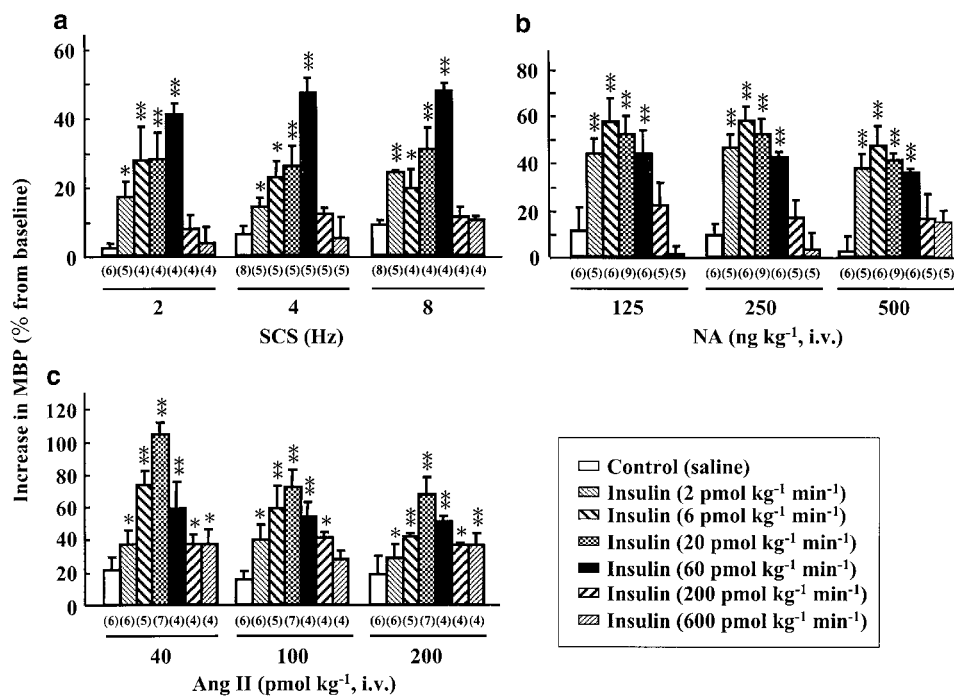 a
60
40
20
0
* ** ** **
* * ** **
** * ** **
(6)(5)(4)(4)(4)(4)(4)
(8)(5)(5)(5)(5)(5)(5)
(8)(5)(4)(4)(4)(4)(4)
2
4
8
SCS (Hz)
b
80
60
40
20
0
** ** ** **
** ** ** **
** ** ** **
(6)(5)(6)(9)(6)(5)(5)
(6)(5)(6)(9)(6)(5)(5)
(6)(5)(6)(9)(6)(5)(5)
125
250
500
NA (ng kg-1, i.v.)
Increase in MBP (% from baseline)
c
120
100
80
60
40
20
0
* ** ** ** * *
* ** ** ** *
* ** ** ** * **
(6)(6)(5)(7)(4)(4)(4)
(6)(6)(5)(7)(4)(4)(4)
(6)(6)(5)(7)(4)(4)(4)
40
100
200
Ang II (pmol kg-1, i.v.)
Control (saline)
Insulin (2 pmol kg-1 min-1)
Insulin (6 pmol kg-1 min-1)
Insulin (20 pmol kg-1 min-1)
Insulin (60 pmol kg-1 min-1)
Insulin (200 pmol kg-1 min-1)
Insulin (600 pmol kg-1 min-1)